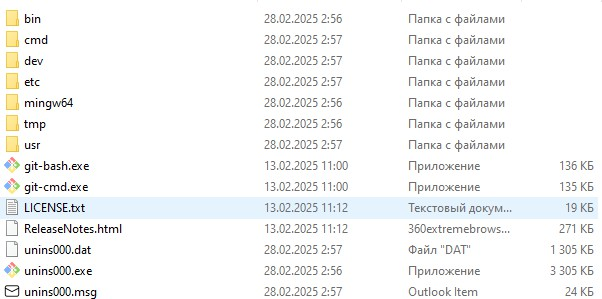 bin 28.02.2025 2:56 Папка с файлами
cmd 28.02.2025 2:57 Папка с файлами
dev 28.02.2025 2:57 Папка с файлами
etc 28.02.2025 2:57 Папка с файлами
mingw64 28.02.2025 2:56 Папка с файлами
tmp 28.02.2025 2:56 Папка с файлами
usr 28.02.2025 2:57 Папка с файлами
git-bash.exe 13.02.2025 11:00 Приложение 136 КБ
git-cmd.exe 13.02.2025 11:00 Приложение 135 КБ
LICENSE.txt 13.02.2025 11:12 Текстовый докум... 19 КБ
ReleaseNotes.html 13.02.2025 11:12 360extremebrows... 271 КБ
unins000.dat 28.02.2025 2:57 Файл "DAT" 1 305 КБ
unins000.exe 28.02.2025 2:56 Приложение 3 305 КБ
unins000.msg 28.02.2025 2:57 Outlook Item 24 КБ